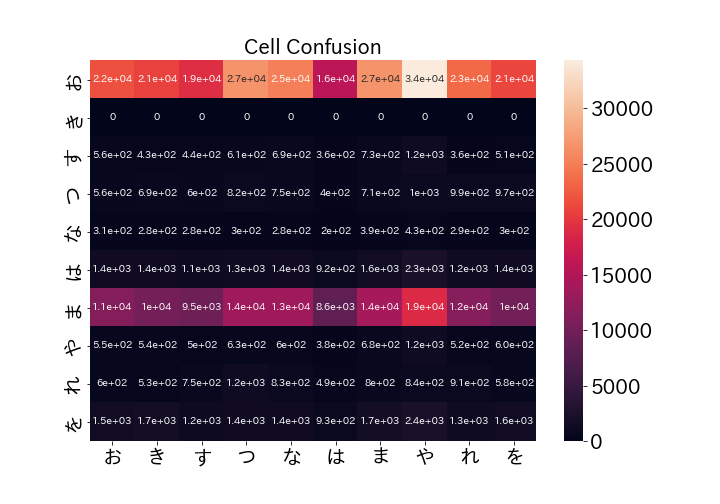 Cell Confusion
お 2.2e+04 2.1e+04 1.9e+04 2.7e+04 2.5e+04 1.6e+04 2.7e+04 3.4e+04 2.3e+04 2.1e+04
き 0 0 0 0 0 0 0 0 0 0
す 5.6e+02 4.3e+02 4.4e+02 6.1e+02 6.9e+02 3.6e+02 7.3e+02 1.2e+03 3.6e+02 5.1e+02
つ 5.6e+02 6.9e+02 6e+02 8.2e+02 7.5e+02 4e+02 7.1e+02 1e+03 9.9e+02 9.7e+02
な 3.1e+02 2.8e+02 2.8e+02 3e+02 2.8e+02 2e+02 3.9e+02 4.3e+02 2.9e+02 3e+02
は 1.4e+03 1.4e+03 1.1e+03 1.3e+03 1.4e+03 9.2e+02 1.6e+03 2.3e+03 1.2e+03 1.4e+03
ま 1.1e+04 1e+04 9.5e+03 1.4e+04 1.3e+04 8.6e+03 1.4e+04 1.9e+04 1.2e+04 1e+04
や 5.5e+02 5.4e+02 5e+02 6.3e+02 6e+02 3.8e+02 6.8e+02 1.2e+03 5.2e+02 6.0e+02
れ 6e+02 5.3e+02 7.5e+02 1.2e+03 8.3e+02 4.9e+02 8e+02 8.4e+02 9.1e+02 5.8e+02
を 1.5e+03 1.7e+03 1.2e+03 1.4e+03 1.4e+03 9.3e+02 1.7e+03 2.4e+03 1.3e+03 1.6e+03
お き す つ な は ま や れ を
30000
25000
20000
15000
10000
5000
0